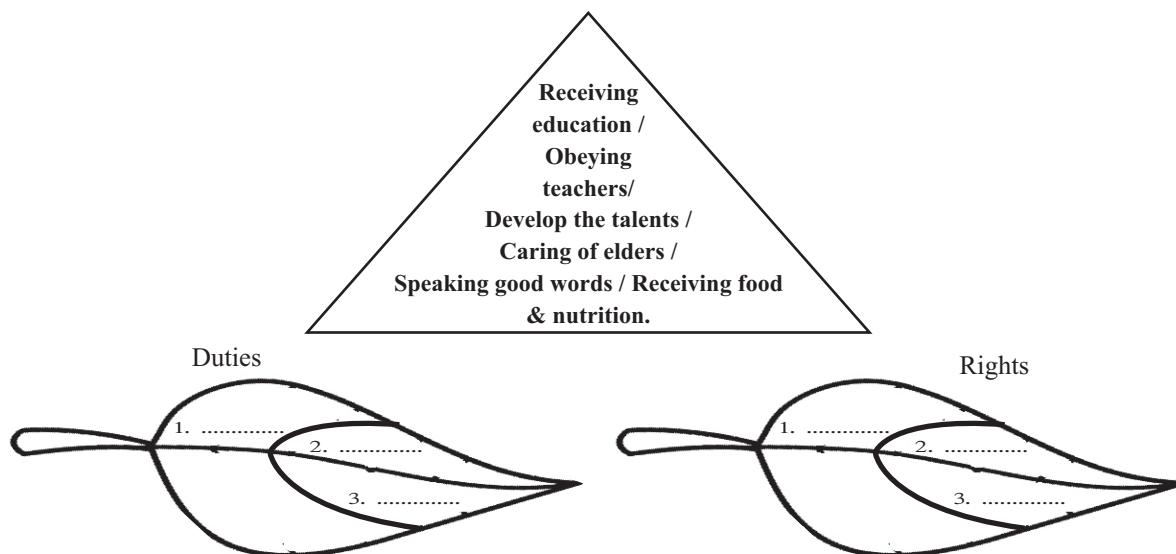 Receiving
education /
Obeying
teachers/
Develop the talents /
Caring of elders /
Speaking good words / Receiving food
& nutrition.
Duties
1. ...............
2. ...............
3. ...............
Rights
1. ...............
2. ...............
3. ...............